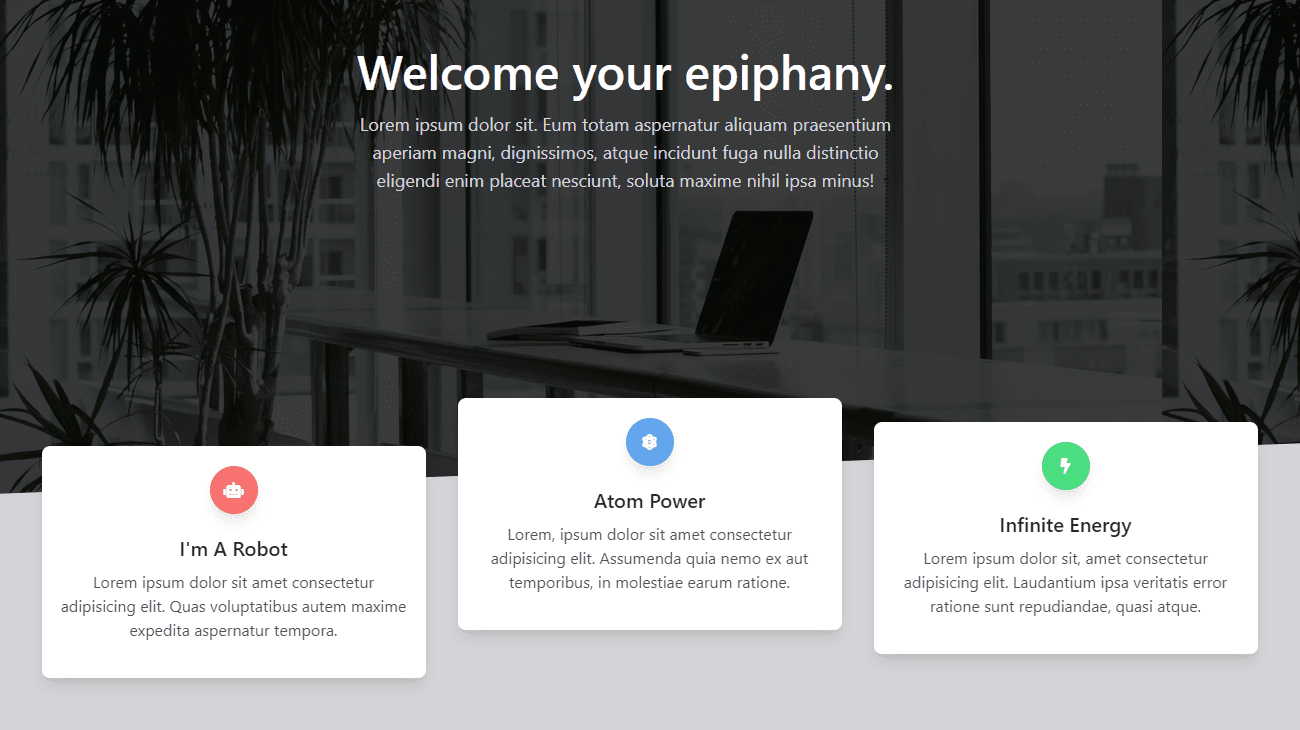 Welcome your epiphany.
Lorem ipsum dolor sit. Eum totam aspernatur aliquam praesentium
aperiam magni, dignissimos, atque incidunt fuga nulla distinctio
eligendi enim placeat nesciunt, soluta maxime nihil ipsa minus!
I'm A Robot
Lorem ipsum dolor sit amet consectetur
adipisicing elit. Quas voluptatibus autem maxime
expedita aspernatur tempora.
Atom Power
Lorem, ipsum dolor sit amet consectetur
adipisicing elit. Assumenda quia nemo ex aut
temporibus, in molestiae earum ratione.
Infinite Energy
Lorem ipsum dolor sit, amet consectetur
adipisicing elit. Laudantium ipsa veritatis error
ratione sunt repudiandae, quasi atque.